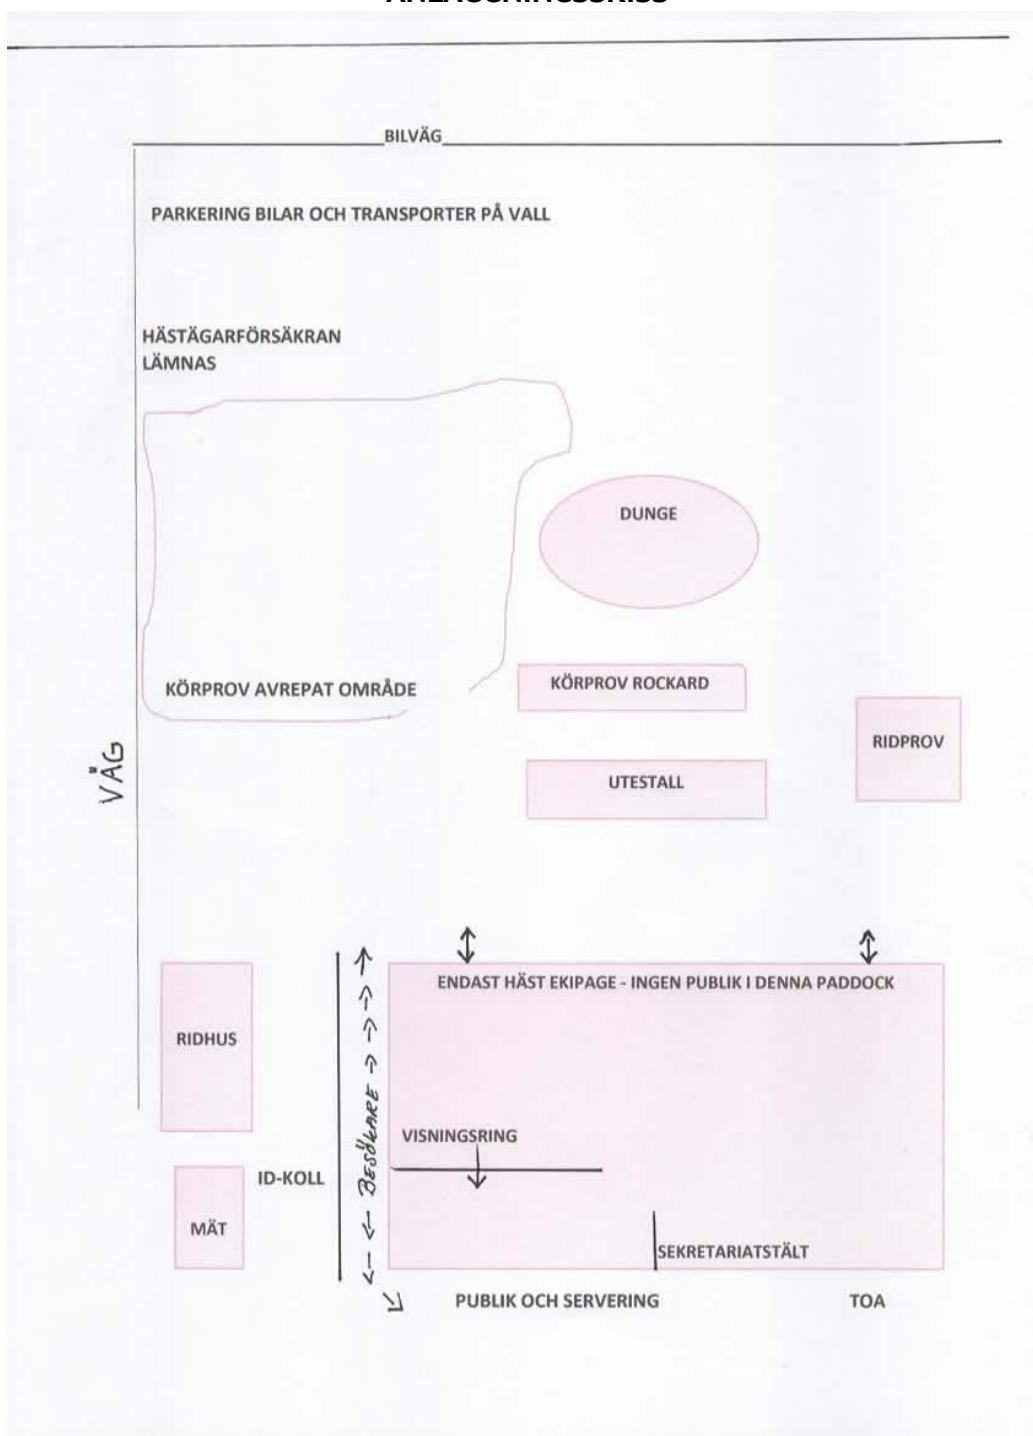 ANLÄGGNINGSSKISS
BILVÄG
PARKERING BILAR OCH TRANSPORTER PÅ VALL
HÄSTÄGARFÖRSÄKRAN
LÄMNAS
DUNGE
KÖRPROV AVREPAT OMRÅDE
KÖRPROV ROCKARD
RIDPROV
UTESTALL
VÄG
ENDAST HÄST EKIPAGE - INGEN PUBLIK I DENNA PADDOCK
RIDHUS
BESÖKARE
VISNINGSRING
ID-KOLL
MÄT
SEKRETARIATSTÄLT
PUBLIK OCH SERVERING
TOA